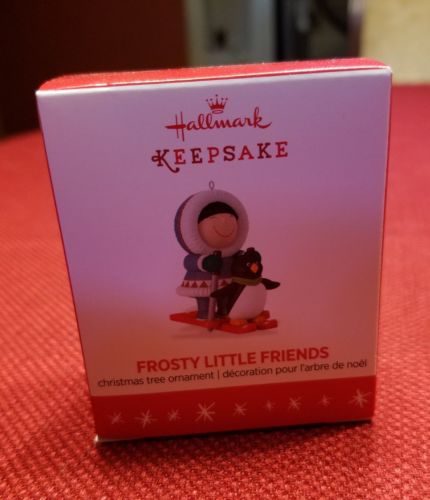 Hallmark
KEEPSAKE
FROSTY LITTLE FRIENDS
christmas tree ornament | décoration pour l'arbre de noël